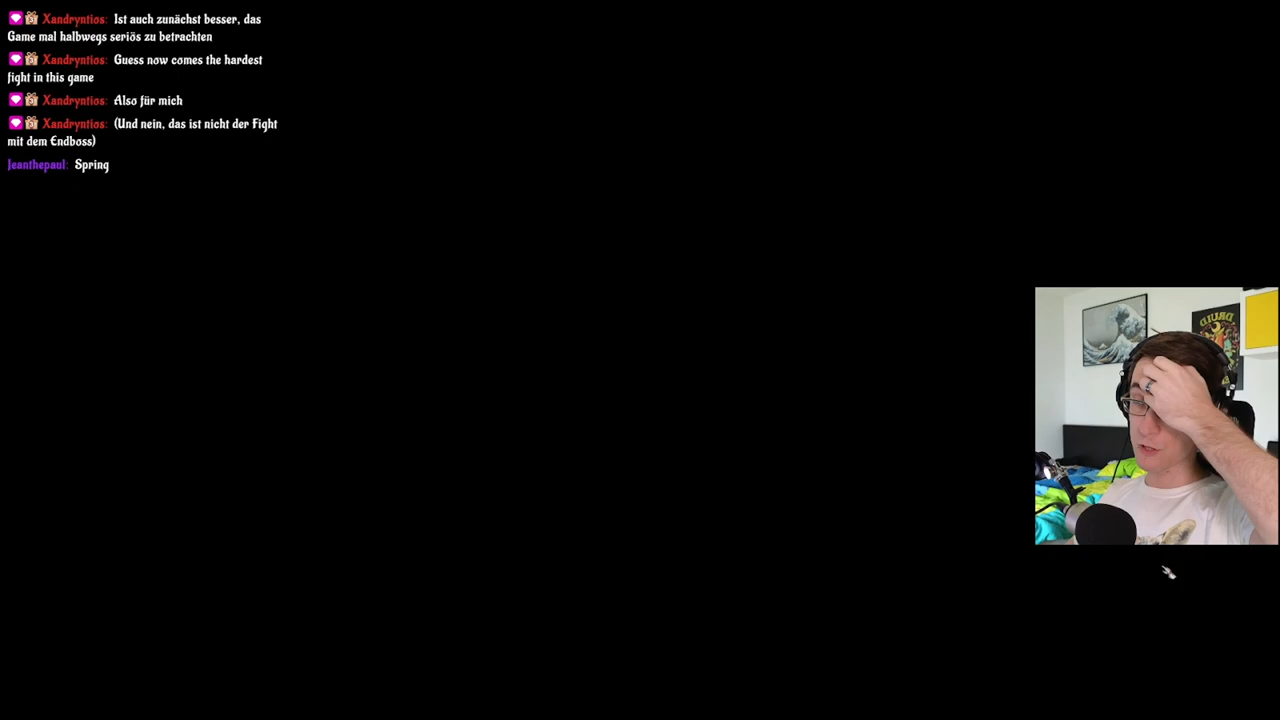 Xandryntios: Ist auch zunächst besser, das
Game mal halbwegs seriös zu betrachten
Xandryntios: Guess now comes the hardest
fight in this game
Xandryntios: Also für mich
Xandryntios: (Und nein, das ist nicht der Fight
mit dem Endboss)
Jeanthepaul: Spring
DRUID